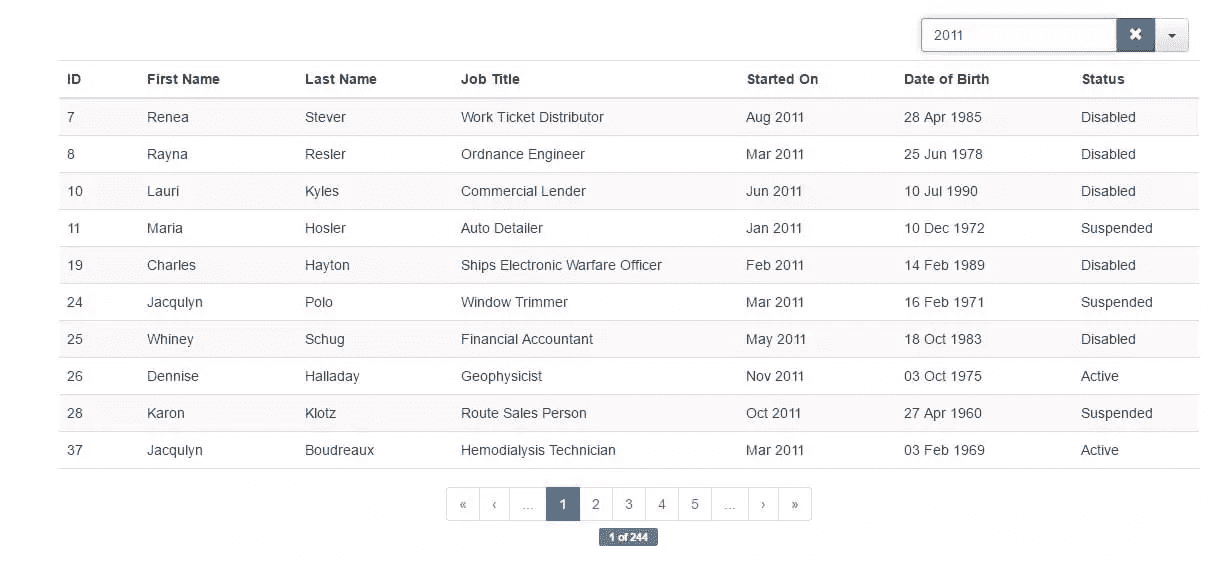 2011
ID First Name Last Name Job Title Started On Date of Birth Status
7 Renea Stever Work Ticket Distributor Aug 2011 28 Apr 1985 Disabled
8 Rayna Resler Ordnance Engineer Mar 2011 25 Jun 1978 Disabled
10 Lauri Kyles Commercial Lender Jun 2011 10 Jul 1990 Disabled
11 Maria Hosler Auto Detailer Jan 2011 10 Dec 1972 Suspended
19 Charles Hayton Ships Electronic Warfare Officer Feb 2011 14 Feb 1989 Disabled
24 Jacqulyn Polo Window Trimmer Mar 2011 16 Feb 1971 Suspended
25 Whiney Schug Financial Accountant May 2011 18 Oct 1983 Disabled
26 Dennise Halladay Geophysicist Nov 2011 03 Oct 1975 Active
28 Karon Klotz Route Sales Person Oct 2011 27 Apr 1960 Suspended
37 Jacqulyn Boudreaux Hemodialysis Technician Mar 2011 03 Feb 1969 Active
« ‹ ... 1 2 3 4 5 ... › »
1 of 244